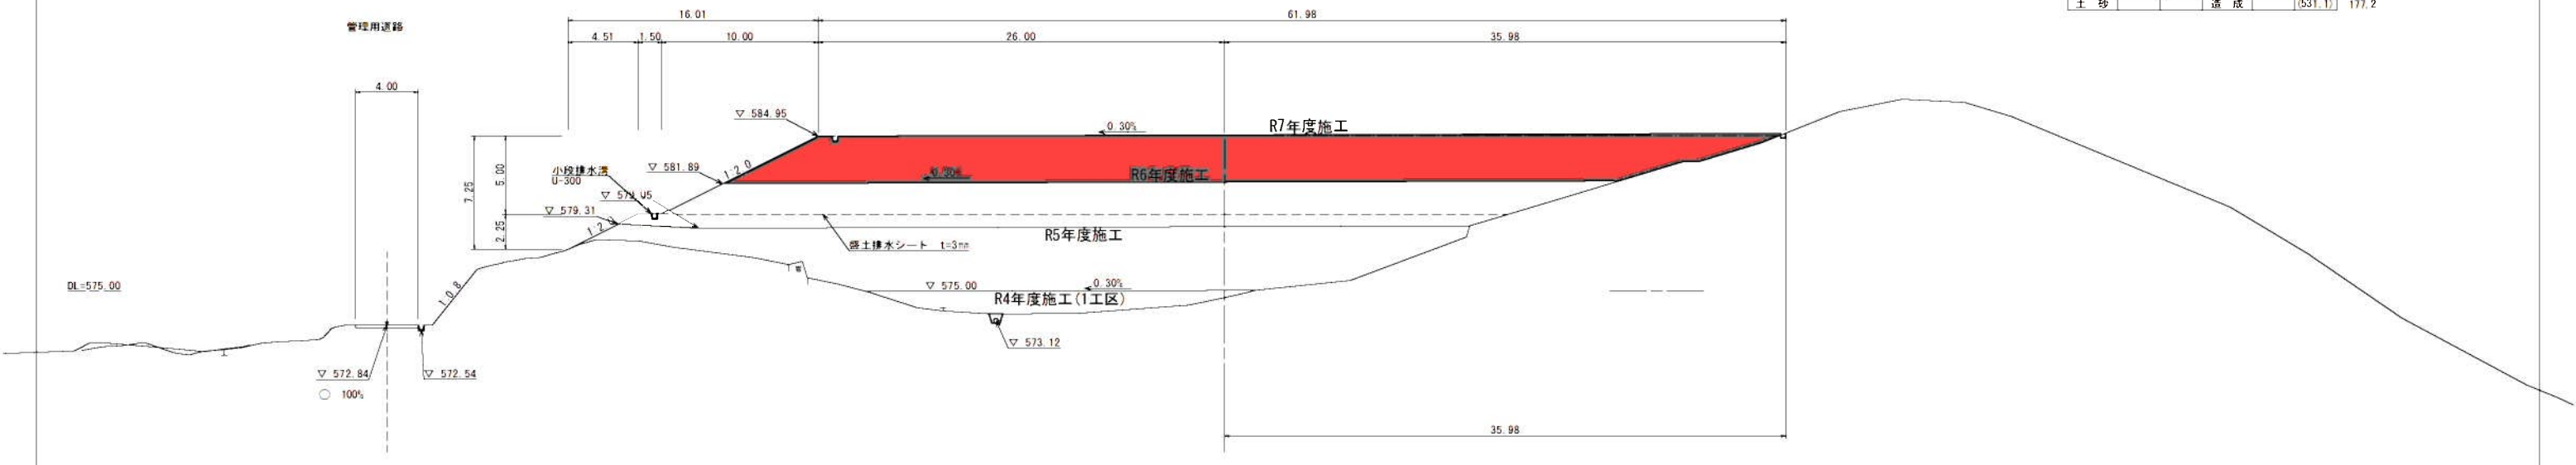 土 砂 造 成 (531.1) 177.2
16.01 61.98
管理用道路
4.51 1.50 10.00 26.00 35.98
4.00
▽ 584.95
0.30%
R7年度施工
7.25
5.00
2.25
小段排水溝
U-300
▽ 581.89
1:2.0
R6年度施工
▽ 579.31
盛土排水シート t=3mm
R5年度施工
DL=575.00
1:0.8
▽ 575.00
0.30%
R4年度施工(1工区)
▽ 573.12
▽ 572.84
▽ 572.54
100%
35.98